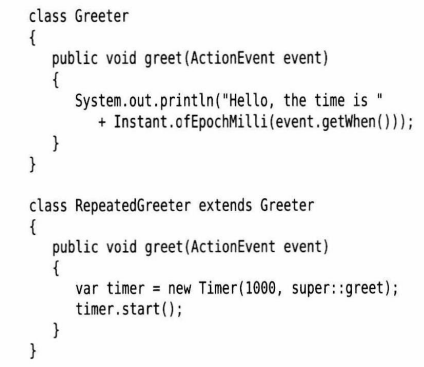 class Greeter
{
   public void greet(ActionEvent event)
   {
      System.out.println("Hello, the time is "
         + Instant.ofEpochMilli(event.getWhen()));
   }
}

class RepeatedGreeter extends Greeter
{
   public void greet(ActionEvent event)
   {
      var timer = new Timer(1000, super::greet);
      timer.start();
   }
}